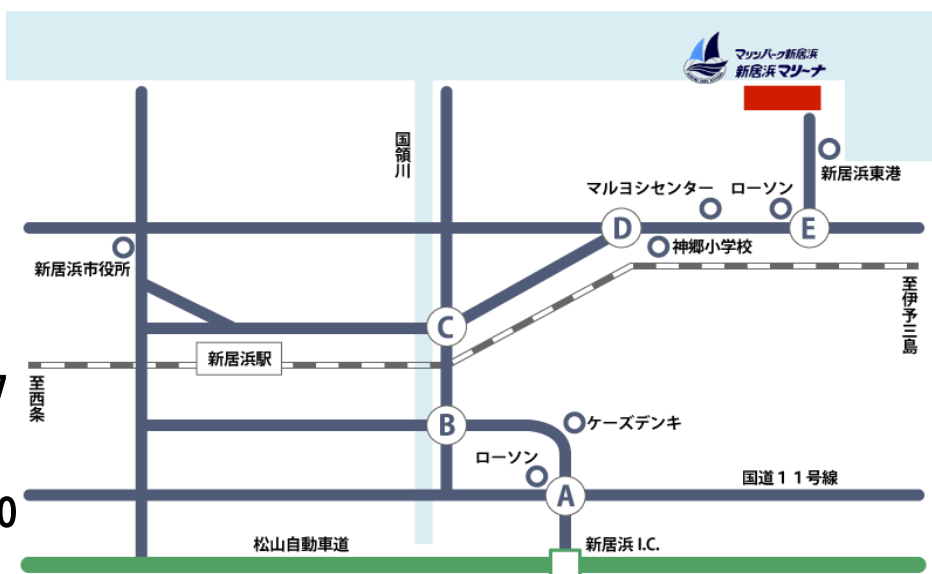 マリンパーク新居浜
新居浜マリーナ
国領川
新居浜東港
マルヨシセンター
ローソン
D
E
神郷小学校
新居浜市役所
至伊予三島
C
新居浜駅
7
至西条
B
ケーズデンキ
ローソン
国道11号線
A
0
松山自動車道
新居浜 I.C.